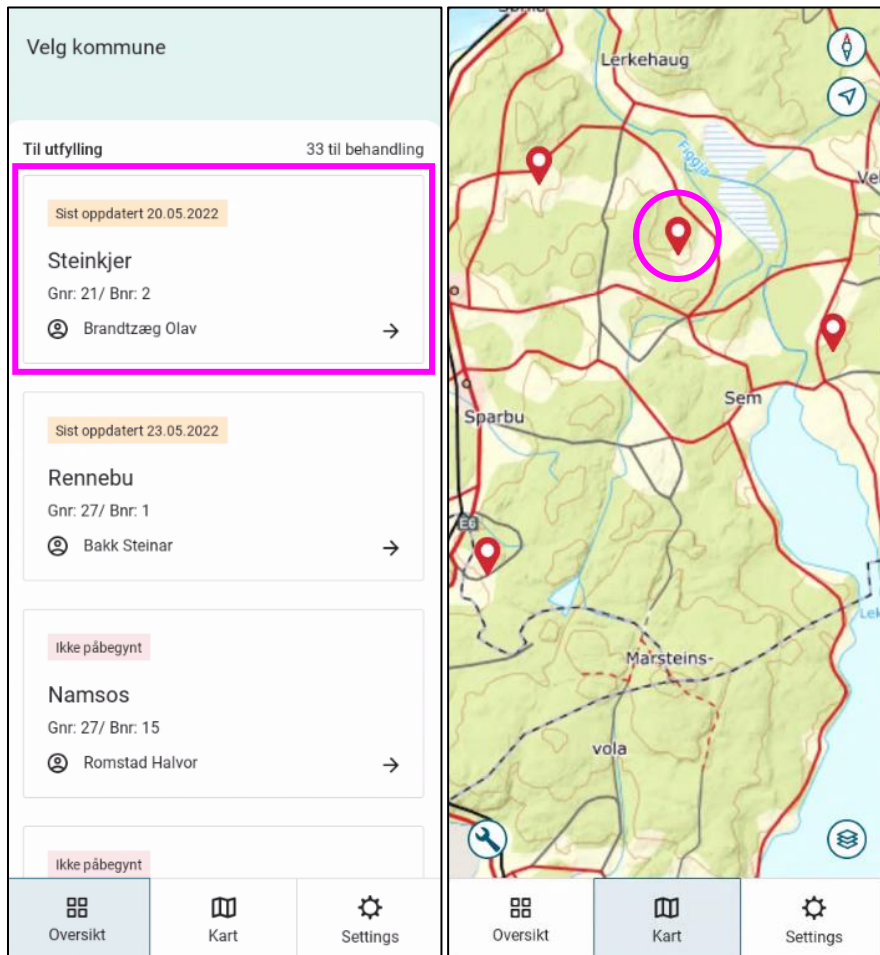 Velg kommune
Til utfylling 33 til behandling
Sist oppdatert 20.05.2022
Steinkjer
Gnr: 21/ Bnr: 2
Brandtzæg Olav
Sist oppdatert 23.05.2022
Rennebu
Gnr: 27/ Bnr: 1
Bakk Steinar
Ikke påbegynt
Namsos
Gnr: 27/ Bnr: 15
Romstad Halvor
Ikke påbegynt
Oversikt Kart Settings
Lerkehaug
Figgja
Sem
Sparbu
E6
Marsteins-
vola
Oversikt Kart Settings